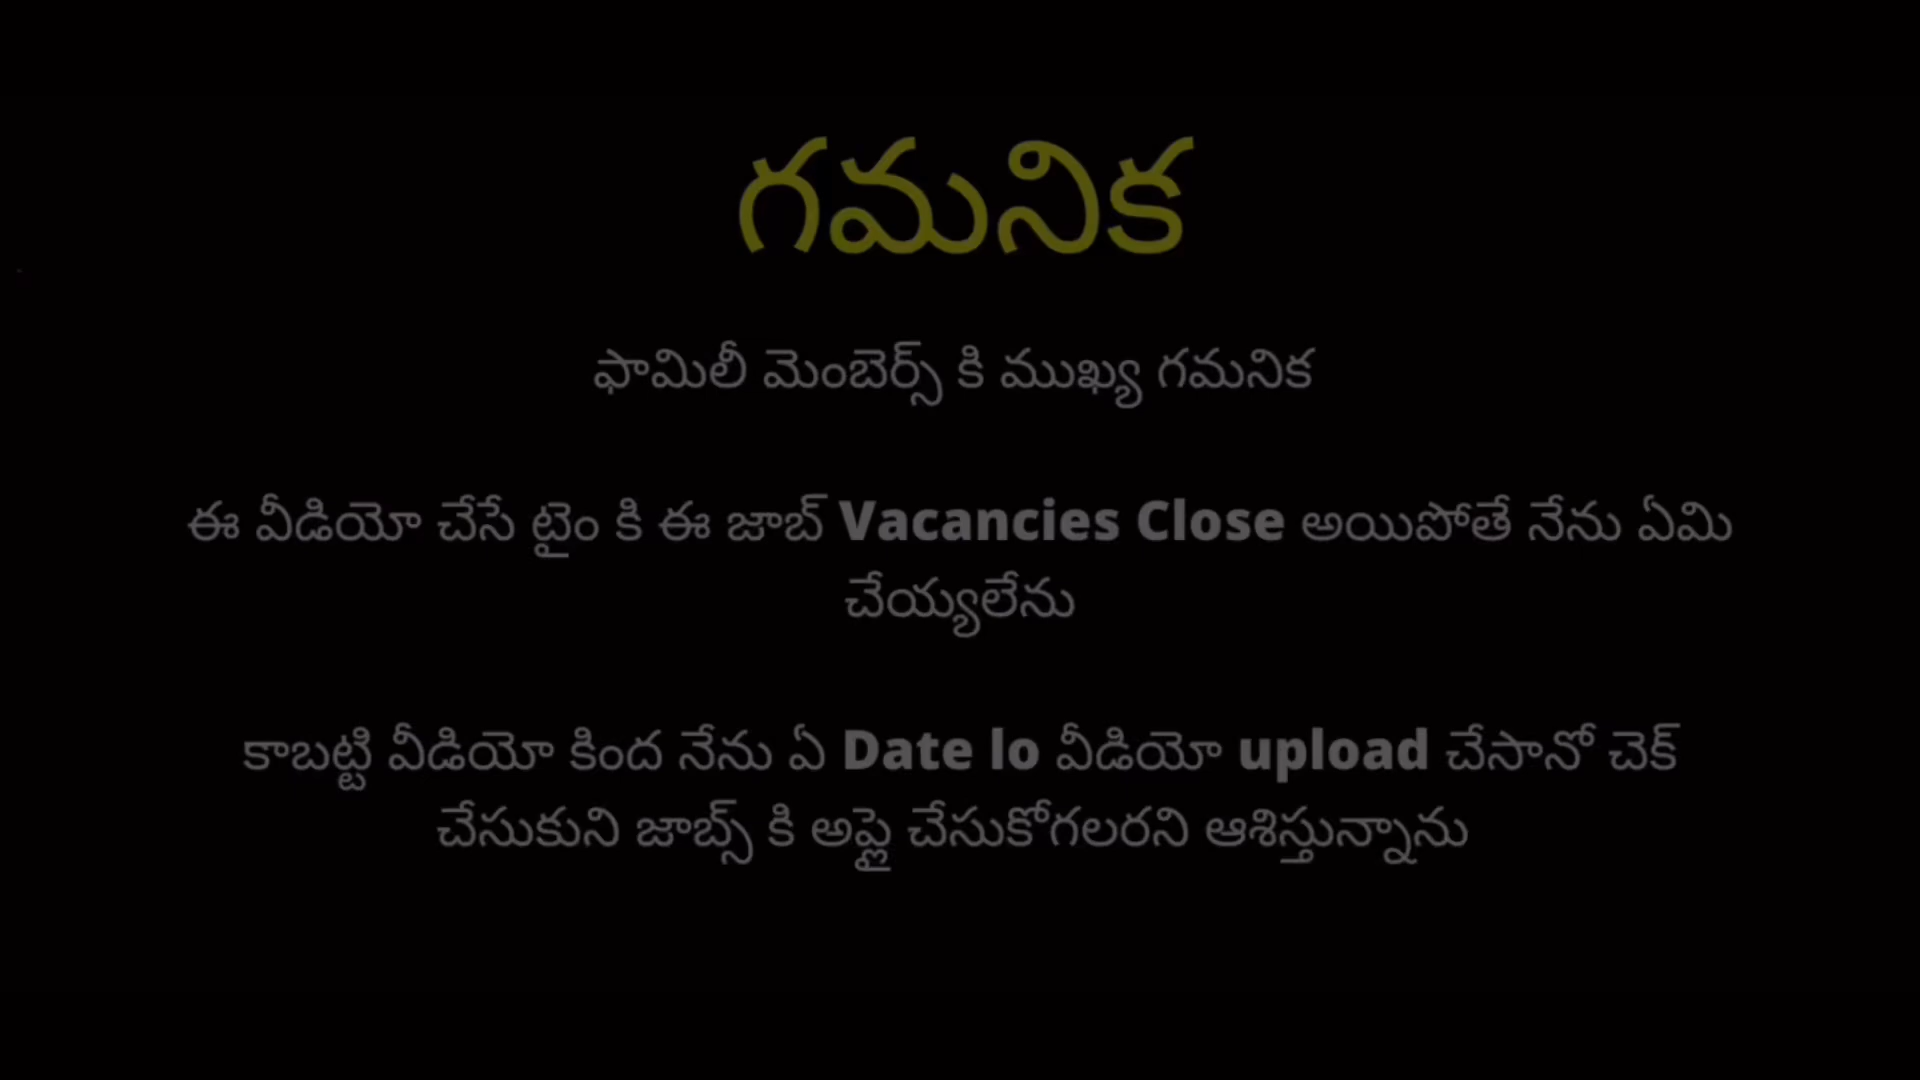 గమనిక
ఫామిలీ మెంబెర్స్ కి ముఖ్య గమనిక
ఈ వీడియో చేసే టైం కి ఈ జాబ్ Vacancies Close అయిపోతే నేను ఏమి
చేయ్యలేను
కాబట్టి వీడియో కింద నేను ఏ Date lo వీడియో upload చేసానో చెక్
చేసుకుని జాబ్స్ కి అప్లై చేసుకోగలరని ఆశిస్తున్నాను